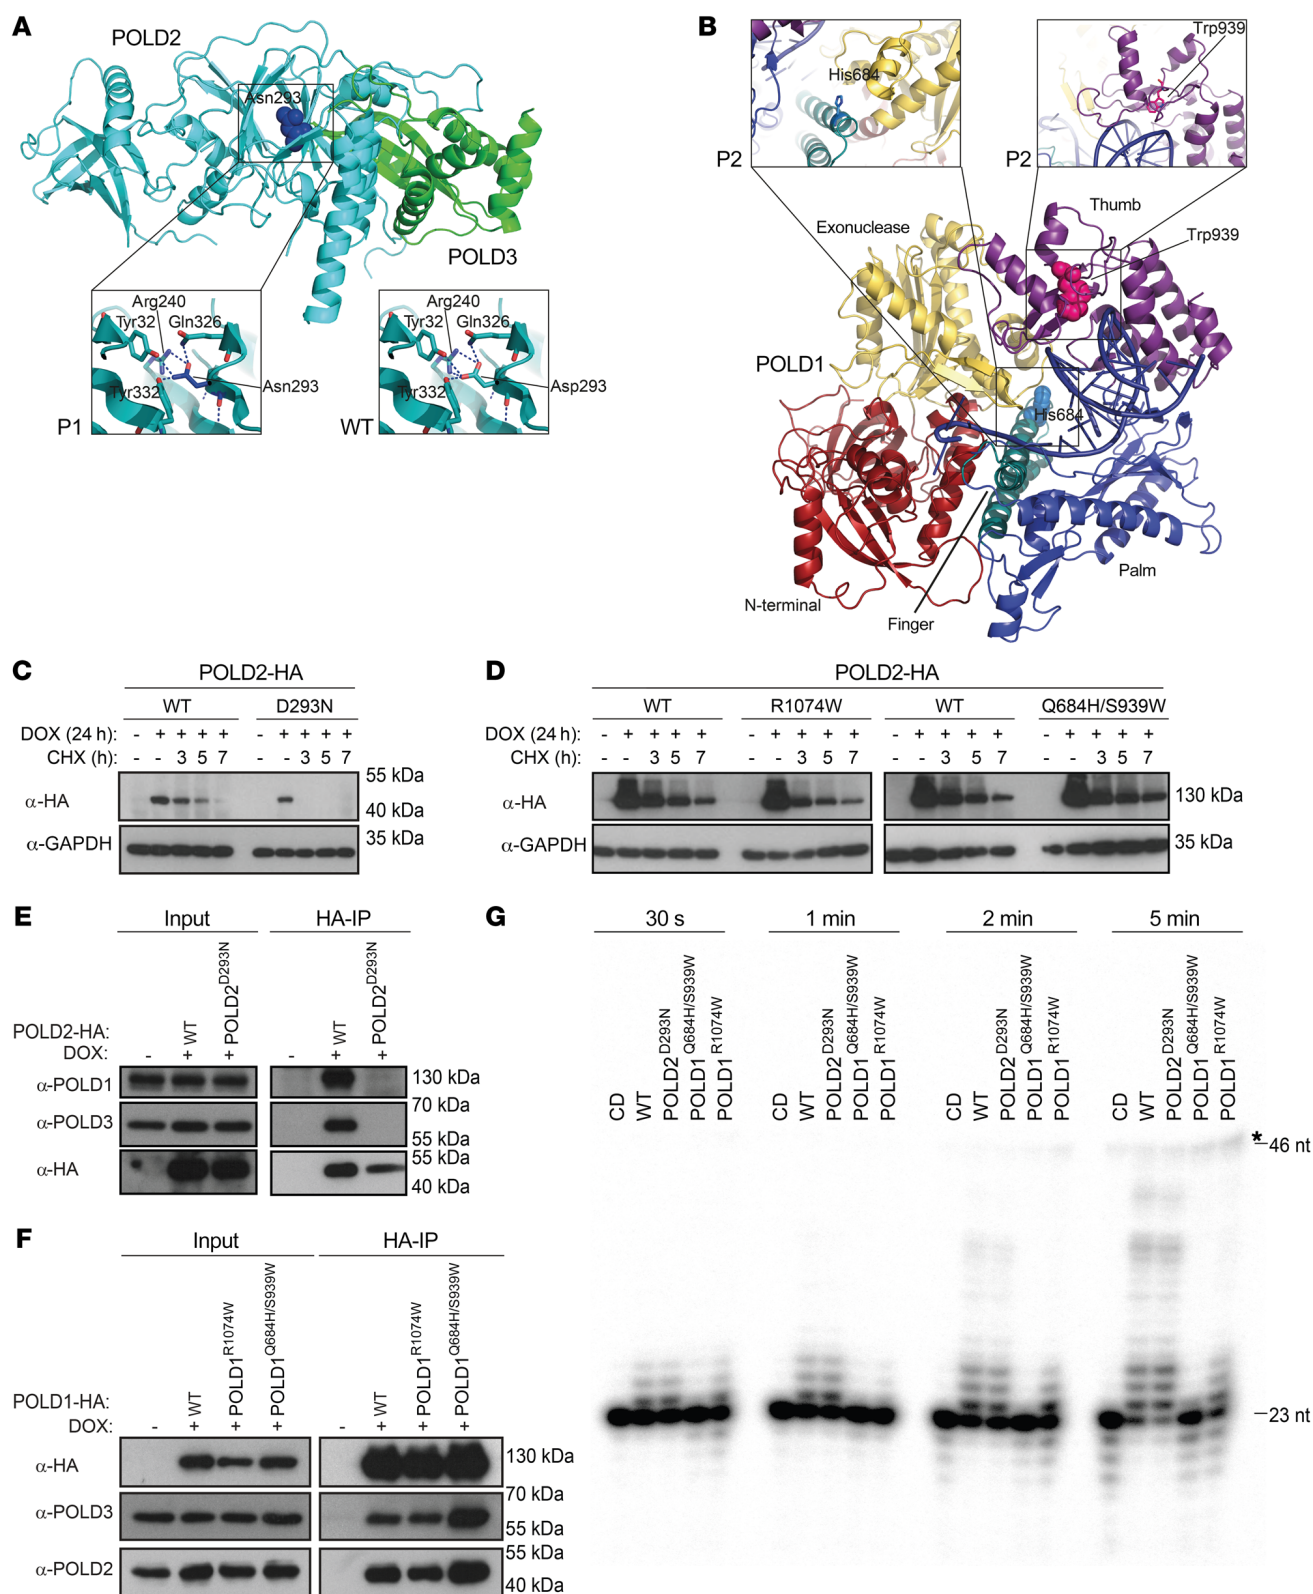 A
POLD2
Asn293
POLD3
Arg240
Tyr32 Gln326
Tyr332
Asn293
P1
Arg240
Tyr32 Gln326
Tyr332
Asp293
WT
B
His684
P2
Trp939
P2
Thumb
Trp939
Exonuclease
POLD1
His684
Palm
N-terminal
Finger
C
POLD2-HA
WT D293N
DOX (24 h): - + + + + - + + + +
CHX (h): - - 3 5 7 - - 3 5 7
α-HA
55 kDa
40 kDa
α-GAPDH
35 kDa
D
POLD2-HA
WT R1074W WT Q684H/S939W
DOX (24 h): - + + + + - + + + + - + + + + - + + + +
CHX (h): - - 3 5 7 - - 3 5 7 - - 3 5 7 - - 3 5 7
α-HA
130 kDa
α-GAPDH
35 kDa
E
Input HA-IP
POLD2-HA: WT POLD2D293N WT POLD2D293N
DOX: - + + - + +
α-POLD1
130 kDa
70 kDa
α-POLD3
55 kDa
55 kDa
α-HA
40 kDa
F
Input HA-IP
POLD1-HA: WT POLD1R1074W POLD1Q684H/S939W WT POLD1R1074W POLD1Q684H/S939W
DOX: - + + + - + + +
α-HA
130 kDa
70 kDa
α-POLD3
55 kDa
55 kDa
α-POLD2
40 kDa
G
30 s 1 min 2 min 5 min
CD WT POLD2D293N POLD1Q684H/S939W POLD1R1074W CD WT POLD2D293N POLD1Q684H/S939W POLD1R1074W CD WT POLD2D293N POLD1Q684H/S939W POLD1R1074W CD WT POLD2D293N POLD1Q684H/S939W POLD1R1074W
*
46 nt
23 nt